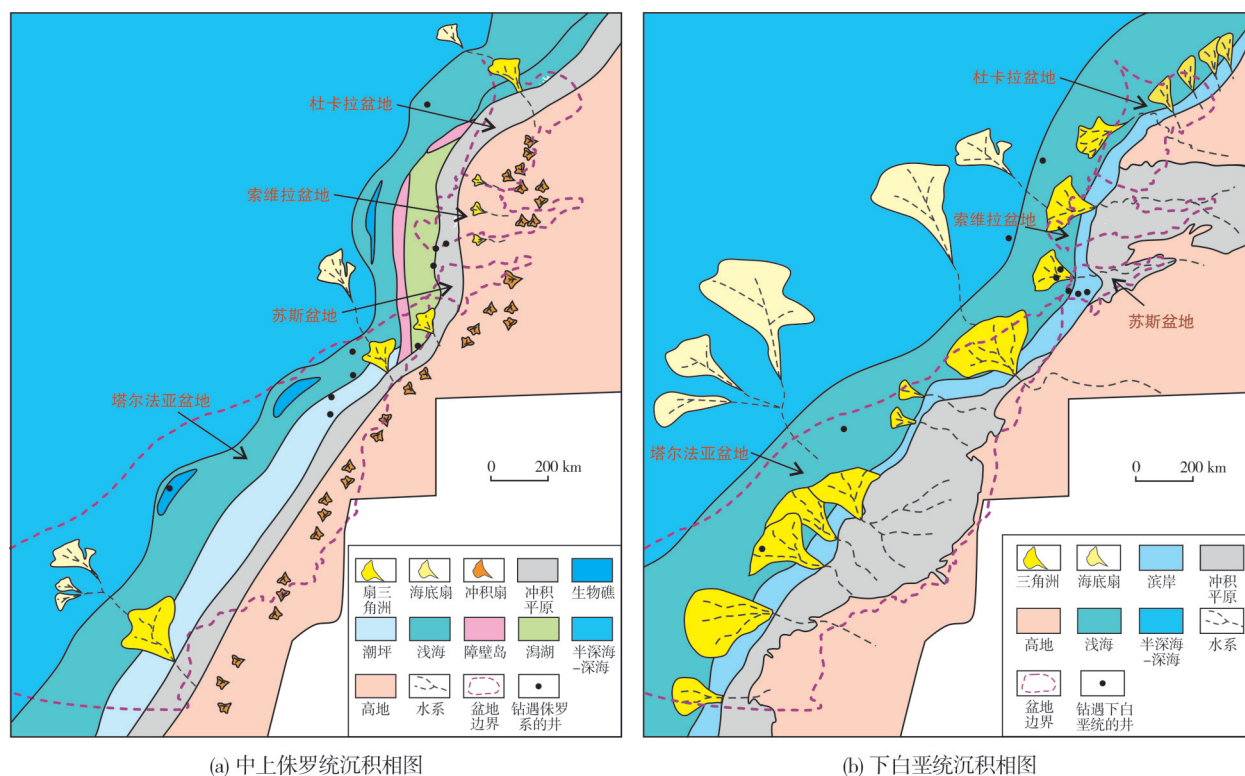 杜卡拉盆地
索维拉盆地
苏斯盆地
塔尔法亚盆地
0 200 km
扇三
角洲
海底扇
冲积扇
冲积
平原
生物礁
潮坪
浅海
障壁岛
潟湖
半深海
-深海
高地
水系
盆地
边界
钻遇侏罗
系的井
(a) 中上侏罗统沉积相图
杜卡拉盆地
索维拉盆地
苏斯盆地
塔尔法亚盆地
0 200 km
三角洲
海底扇
滨岸
冲积
平原
高地
浅海
半深海
-深海
水系
盆地
边界
钻遇下白
垩统的井
(b) 下白垩统沉积相图